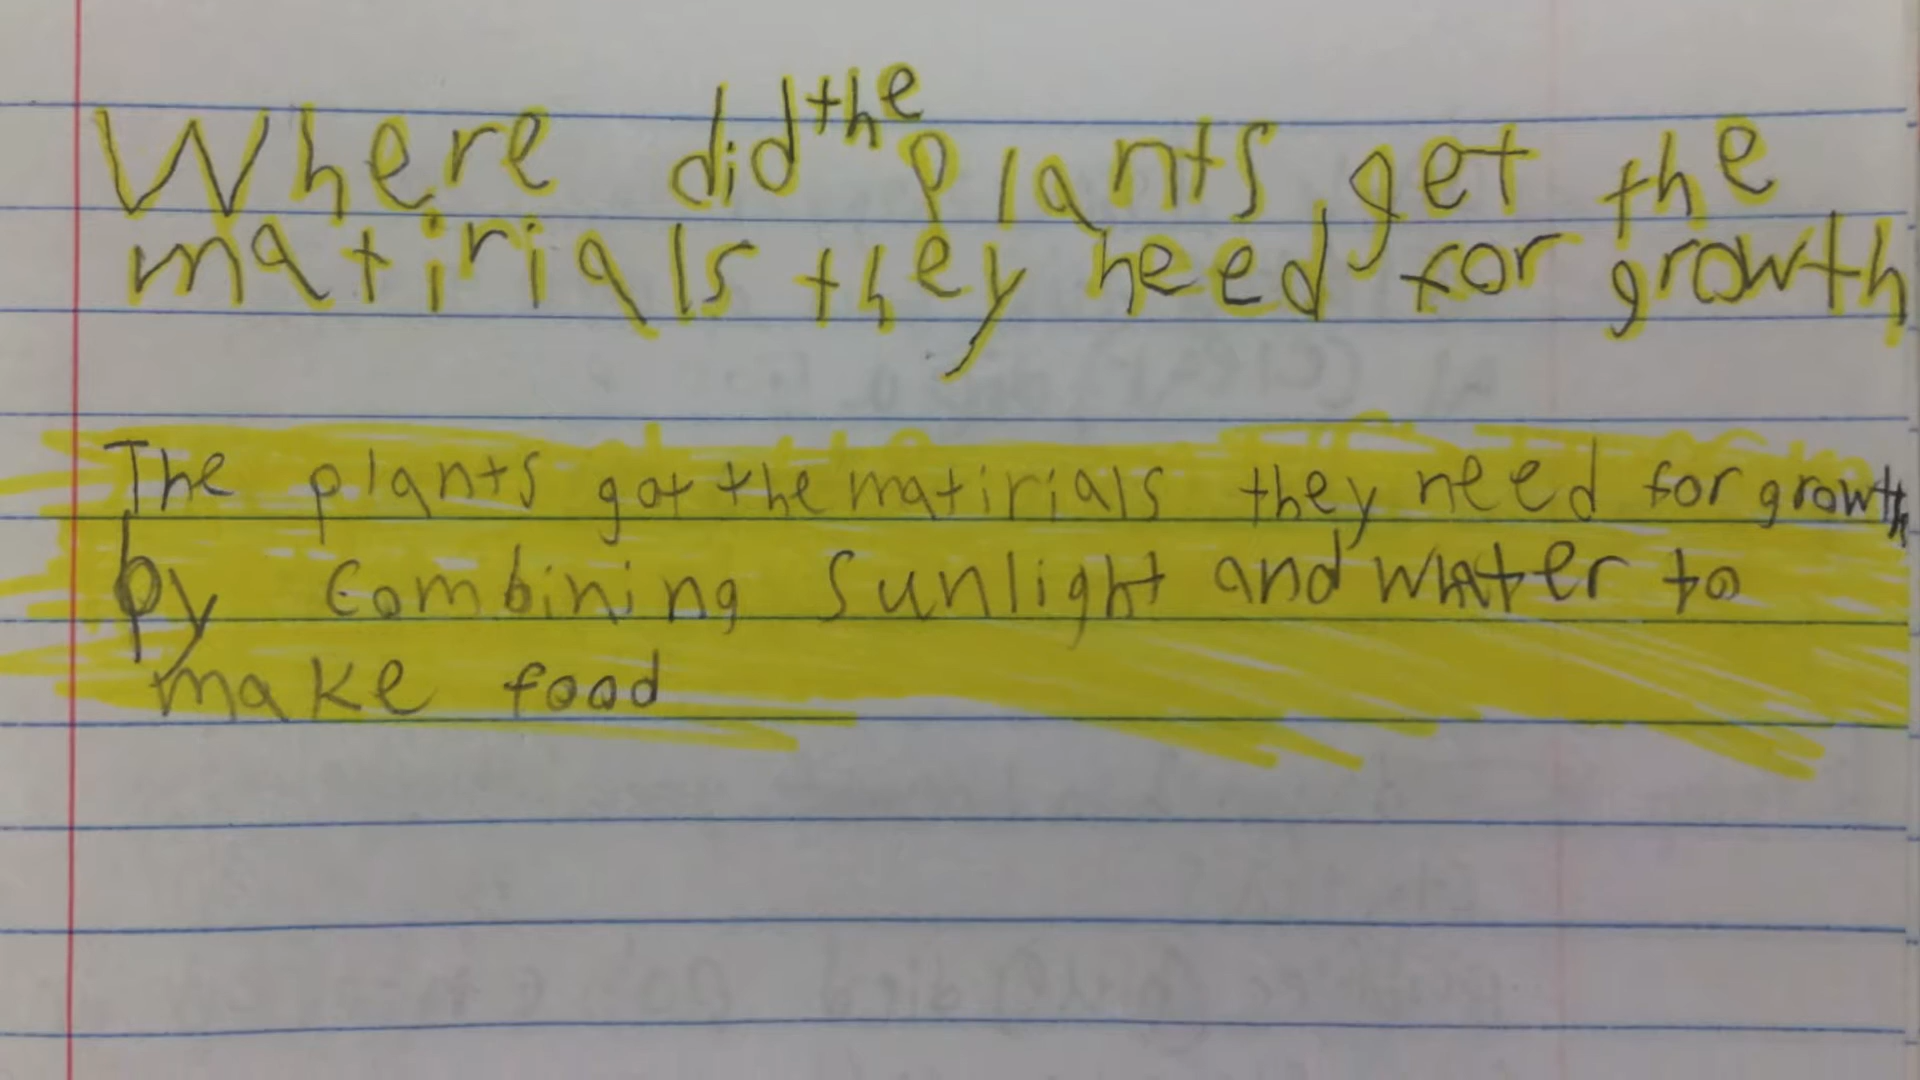 Where did the plants get the
matirials they need for growth
The plants got the matirials they need for growth
by combining sunlight and whater to
make food